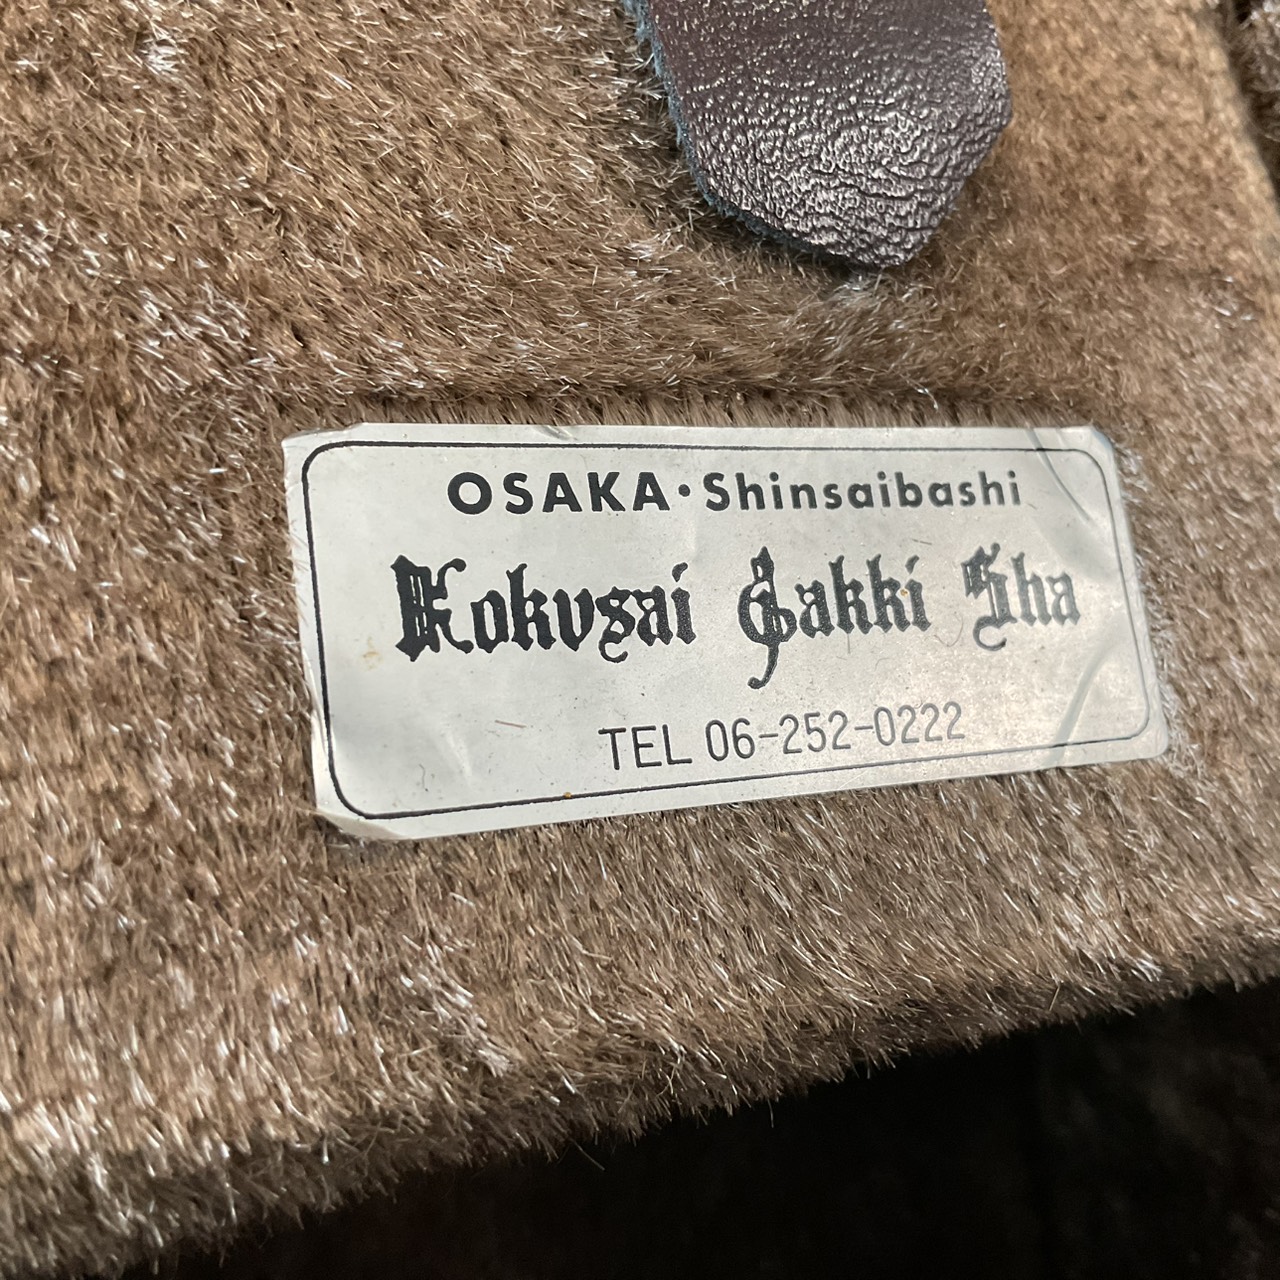 OSAKA・Shinsaibashi
Kokusai Gakki Sha
TEL 06-252-0222